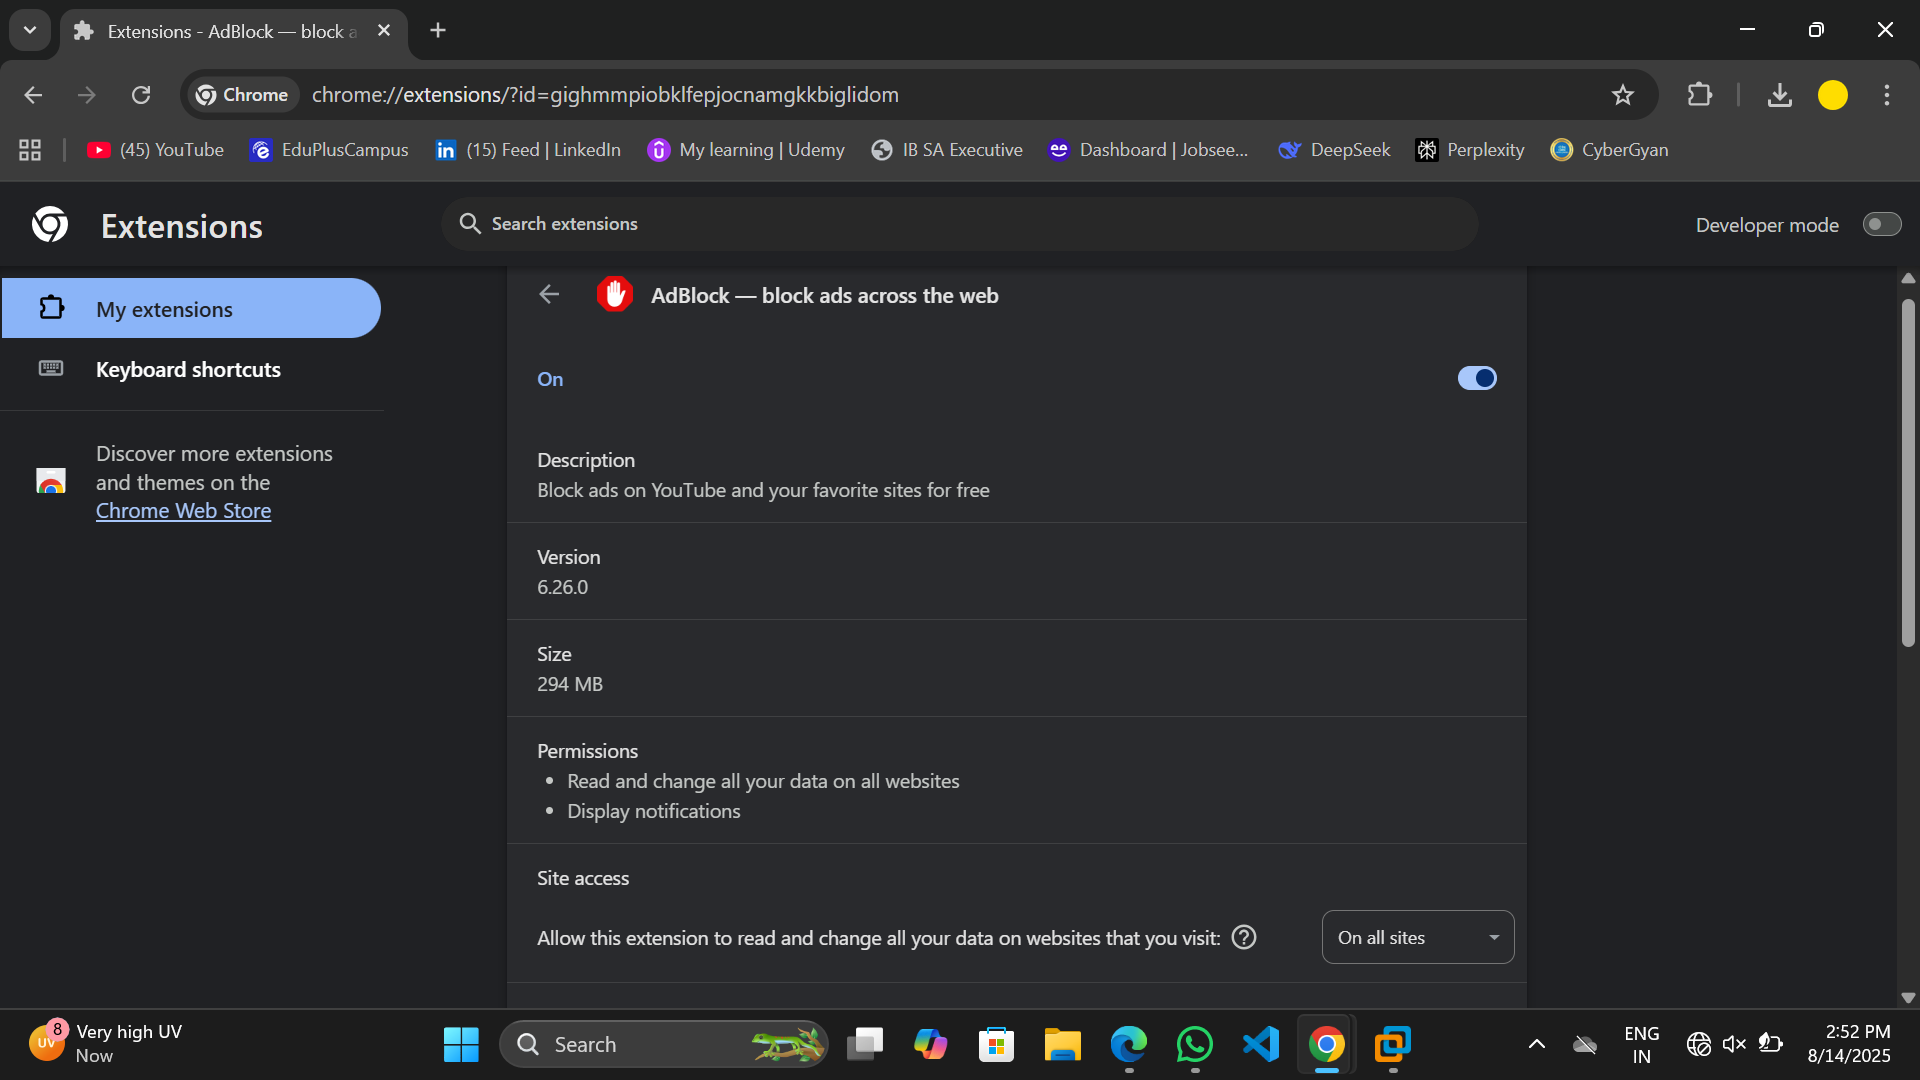 Extensions - AdBlock — block a
Chrome
chrome://extensions/?id=gighmmpiobklfepjocnamgkkbiglidom
(45) YouTube
EduPlusCampus
(15) Feed | LinkedIn
My learning | Udemy
IB SA Executive
Dashboard | Jobsee...
DeepSeek
Perplexity
CyberGyan
Extensions
Search extensions
Developer mode
My extensions
Keyboard shortcuts
Discover more extensions
and themes on the
Chrome Web Store
AdBlock — block ads across the web
On
Description
Block ads on YouTube and your favorite sites for free
Version
6.26.0
Size
294 MB
Permissions
• Read and change all your data on all websites
• Display notifications
Site access
Allow this extension to read and change all your data on websites that you visit:
On all sites
UV
8
Very high UV
Now
Search
ENG
IN
2:52 PM
8/14/2025